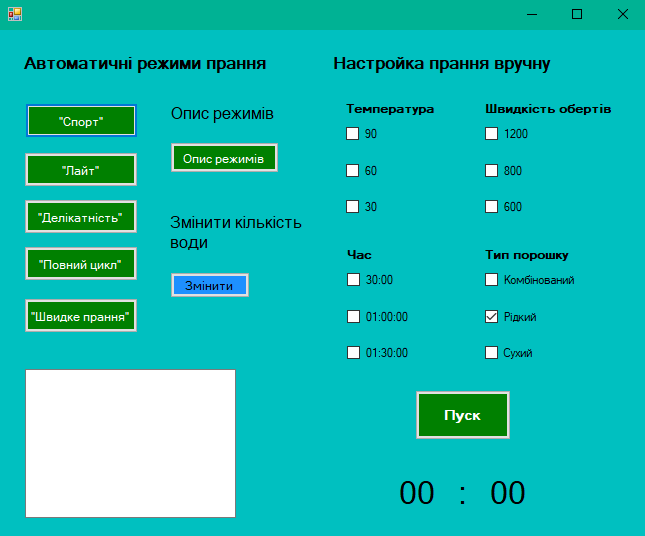 Автоматичні режими прання
"Спорт"
"Лайт"
"Делікатність"
"Повний цикл"
"Швидке прання"
Опис режимів
Опис режимів
Змінити кількість
води
Змінити
Настройка прання вручну
Температура
90
60
30
Швидкість обертів
1200
800
600
Час
30:00
01:00:00
01:30:00
Тип порошку
Комбінований
Рідкий
Сухий
Пуск
00 : 00